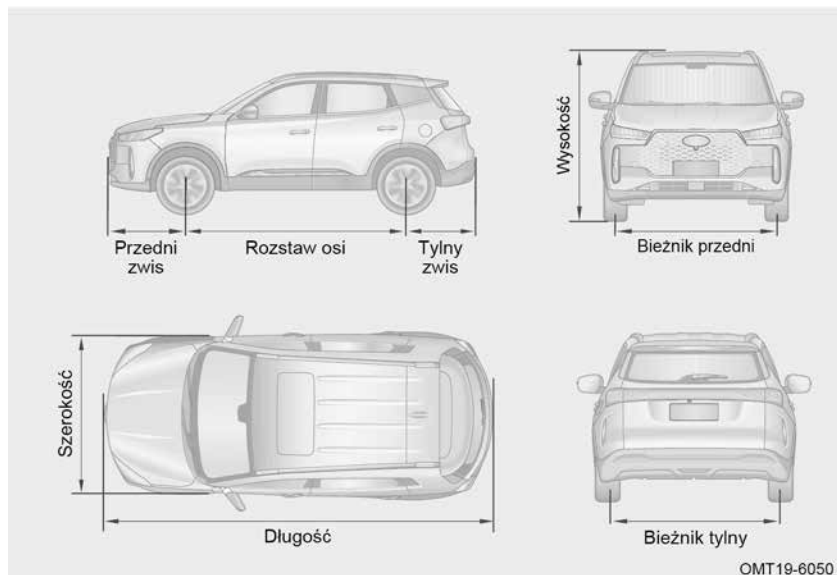 Wysokość
Przedni
zwis
Rozstaw osi
Tylny
zwis
Bieżnik przedni
Szerokość
Długość
Bieżnik tylny
OMT19-6050